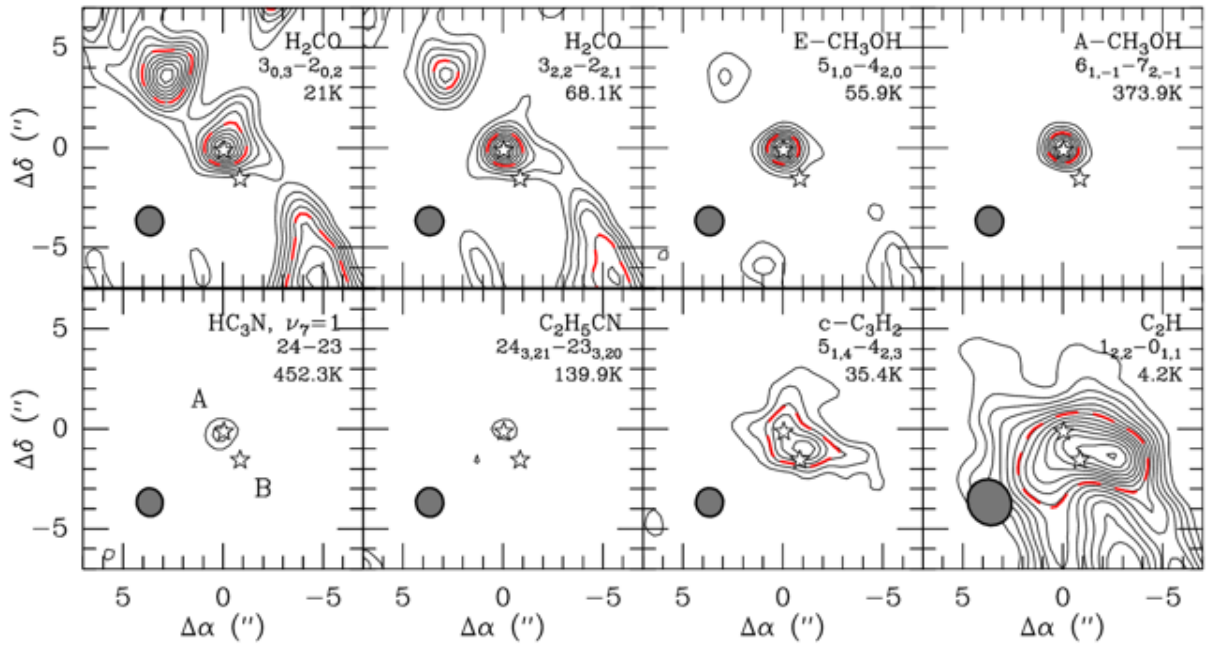 H₂CO
3₀,₃−2₀,₂
21K
H₂CO
3₂,₂−2₂,₁
68.1K
E−CH₃OH
5₁,₀−4₂,₀
55.9K
A−CH₃OH
6₁,₋₁−7₂,₋₁
373.9K
Δδ (″)
5
0
−5
HC₃N, ν₇=1
24−23
452.3K
A
B
C₂H₅CN
24₃,₂₁−23₃,₂₀
139.9K
c−C₃H₂
5₁,₄−4₂,₃
35.4K
C₂H
1₂,₂−0₁,₁
4.2K
Δδ (″)
5
0
−5
5 0 −5 5 0 −5 5 0 −5 5 0 −5
Δα (″) Δα (″) Δα (″) Δα (″)